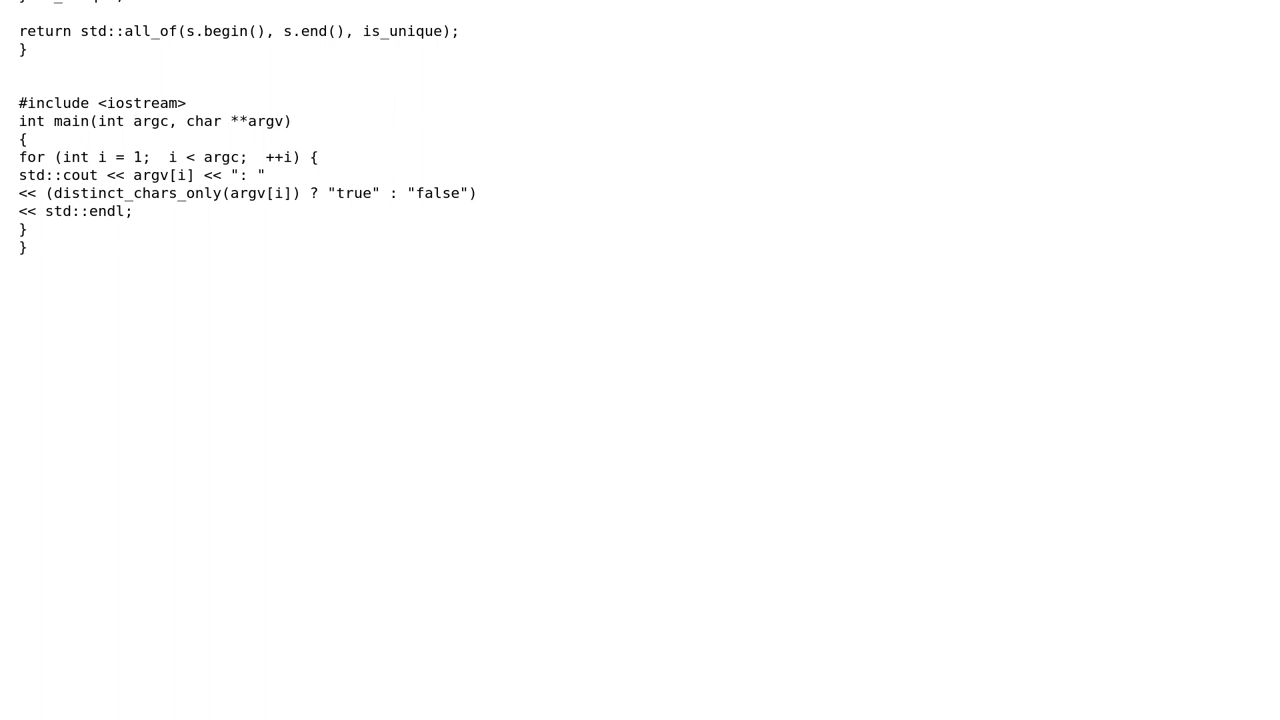 return std::all_of(s.begin(), s.end(), is_unique);
}
#include <iostream>
int main(int argc, char **argv)
{
for (int i = 1;  i < argc;  ++i) {
std::cout << argv[i] << ": "
<< (distinct_chars_only(argv[i]) ? "true" : "false")
<< std::endl;
}
}